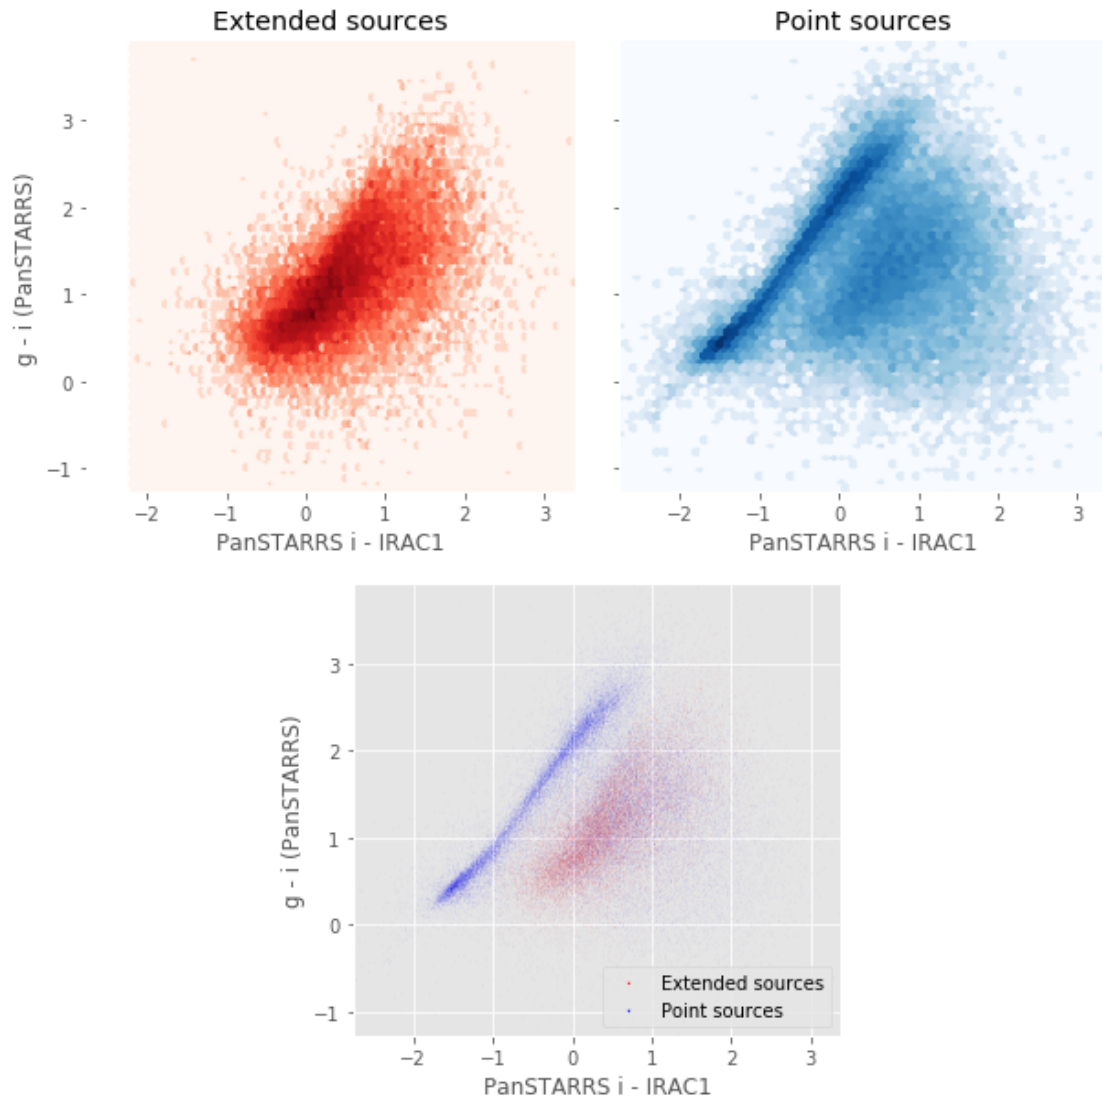 Extended sources
Point sources
g - i (PanSTARRS)
3
2
1
0
−1
−2 −1 0 1 2 3
−2 −1 0 1 2 3
PanSTARRS i - IRAC1
PanSTARRS i - IRAC1
g - i (PanSTARRS)
3
2
1
0
−1
Extended sources
Point sources
−2 −1 0 1 2 3
PanSTARRS i - IRAC1